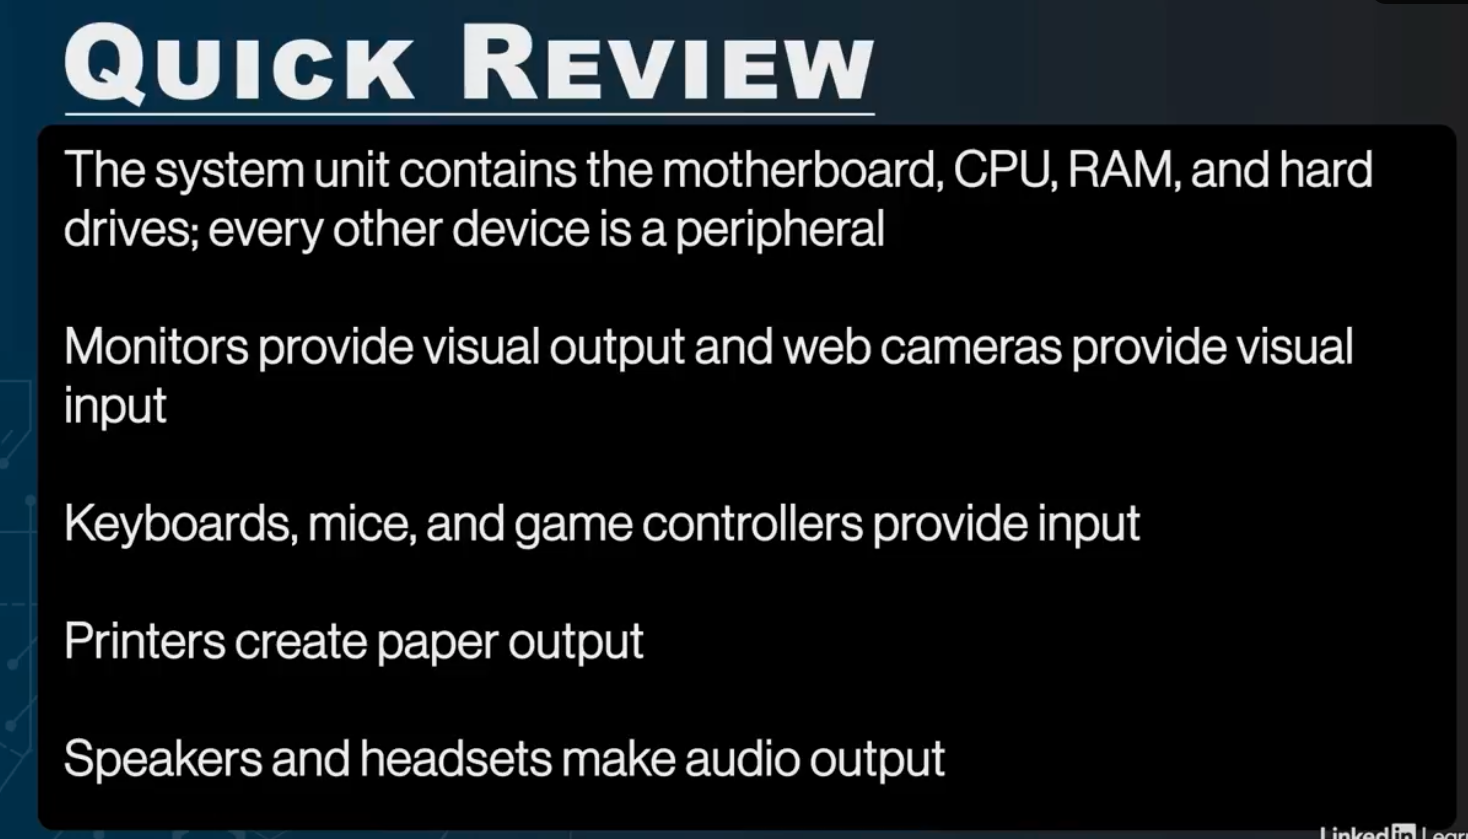 QUICK REVIEW
The system unit contains the motherboard, CPU, RAM, and hard
drives; every other device is a peripheral
Monitors provide visual output and web cameras provide visual
input
Keyboards, mice, and game controllers provide input
Printers create paper output
Speakers and headsets make audio output
Linked in